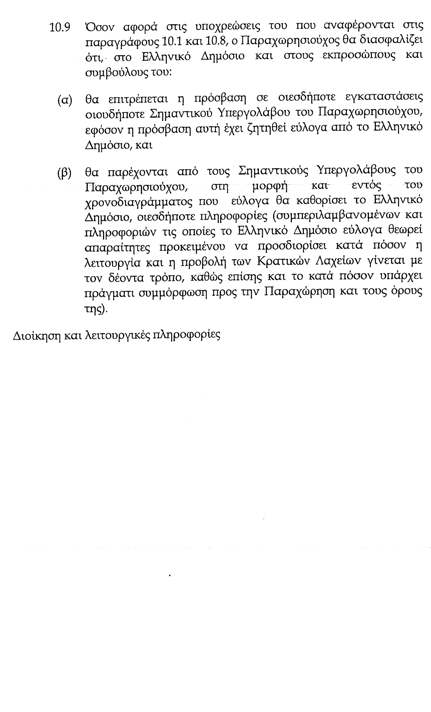 10.9 Όσον αφορά στις υποχρεώσεις του που αναφέρονται στις
παραγράφους 10.1 και 10.8, ο Παραχωρησιούχος θα διασφαλίζει
ότι, στο Ελληνικό Δημόσιο και στους εκπροσώπους και
συμβούλους του:
(α) θα επιτρέπεται η πρόσβαση σε οιεσδήποτε εγκαταστάσεις
οιουδήποτε Σημαντικού Υπεργολάβου του Παραχωρησιούχου,
εφόσον η πρόσβαση αυτή έχει ζητηθεί εύλογα από το Ελληνικό
Δημόσιο, και
(β) θα παρέχονται από τους Σημαντικούς Υπεργολάβους του
Παραχωρησιούχου, στη μορφή και εντός του
χρονοδιαγράμματος που εύλογα θα καθορίσει το Ελληνικό
Δημόσιο, οιεσδήποτε πληροφορίες (συμπεριλαμβανομένων και
πληροφοριών τις οποίες το Ελληνικό Δημόσιο εύλογα θεωρεί
απαραίτητες προκειμένου να προσδιορίσει κατά πόσον η
λειτουργία και η προβολή των Κρατικών Λαχείων γίνεται με
τον δέοντα τρόπο, καθώς επίσης και το κατά πόσον υπάρχει
πράγματι συμμόρφωση προς την Παραχώρηση και τους όρους
της).
Διοίκηση και λειτουργικές πληροφορίες